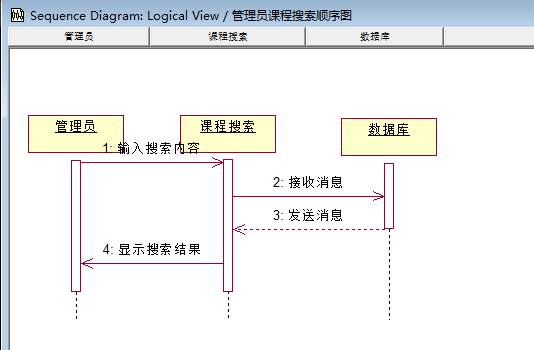 Sequence Diagram: Logical View / 管理员课程搜索顺序图
管理员 课程搜索 数据库
管理员 课程搜索 数据库
1: 输入搜索内容
2: 接收消息
3: 发送消息
4: 显示搜索结果